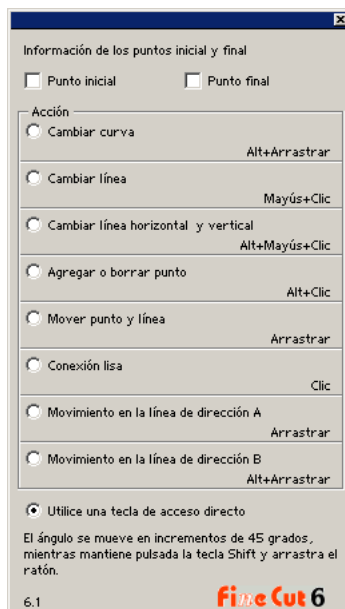 Información de los puntos inicial y final
Punto inicial Punto final
Acción
Cambiar curva
Alt+Arrastrar
Cambiar línea
Mayús+Clic
Cambiar línea horizontal y vertical
Alt+Mayús+Clic
Agregar o borrar punto
Alt+Clic
Mover punto y línea
Arrastrar
Conexión lisa
Clic
Movimiento en la línea de dirección A
Arrastrar
Movimiento en la línea de dirección B
Alt+Arrastrar
Utilice una tecla de acceso directo
El ángulo se mueve en incrementos de 45 grados,
mientras mantiene pulsada la tecla Shift y arrastra el
ratón.
6.1 Fine Cut 6